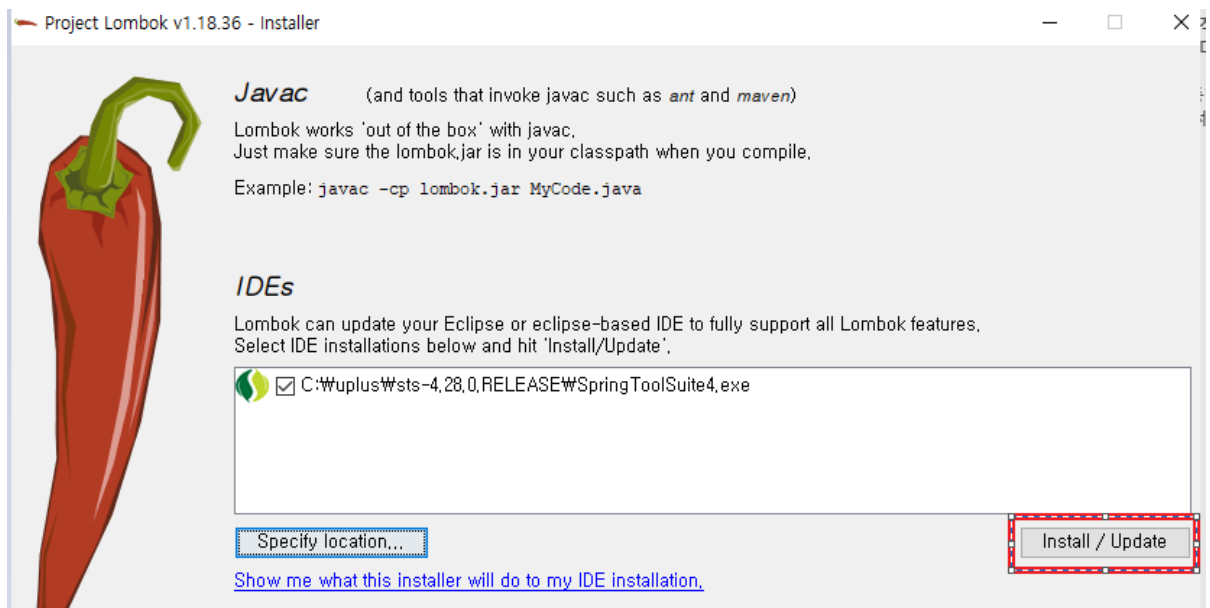 Project Lombok v1.18.36 - Installer
Javac (and tools that invoke javac such as ant and maven)
Lombok works 'out of the box' with javac.
Just make sure the lombok.jar is in your classpath when you compile.
Example: javac -cp lombok.jar MyCode.java
IDEs
Lombok can update your Eclipse or eclipse-based IDE to fully support all Lombok features.
Select IDE installations below and hit 'Install/Update'.
C:₩uplus₩sts-4.28.0.RELEASE₩SpringToolSuite4.exe
Specify location...
Install / Update
Show me what this installer will do to my IDE installation.